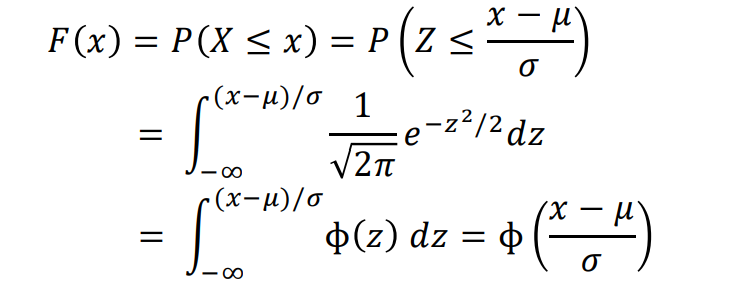 F(x) = P(X ≤ x) = P(Z ≤ (x − μ)/σ)
= ∫_{−∞}^{(x−μ)/σ} 1/√(2π) e^{−z²/2} dz
= ∫_{−∞}^{(x−μ)/σ} ф(z) dz = ф((x − μ)/σ)